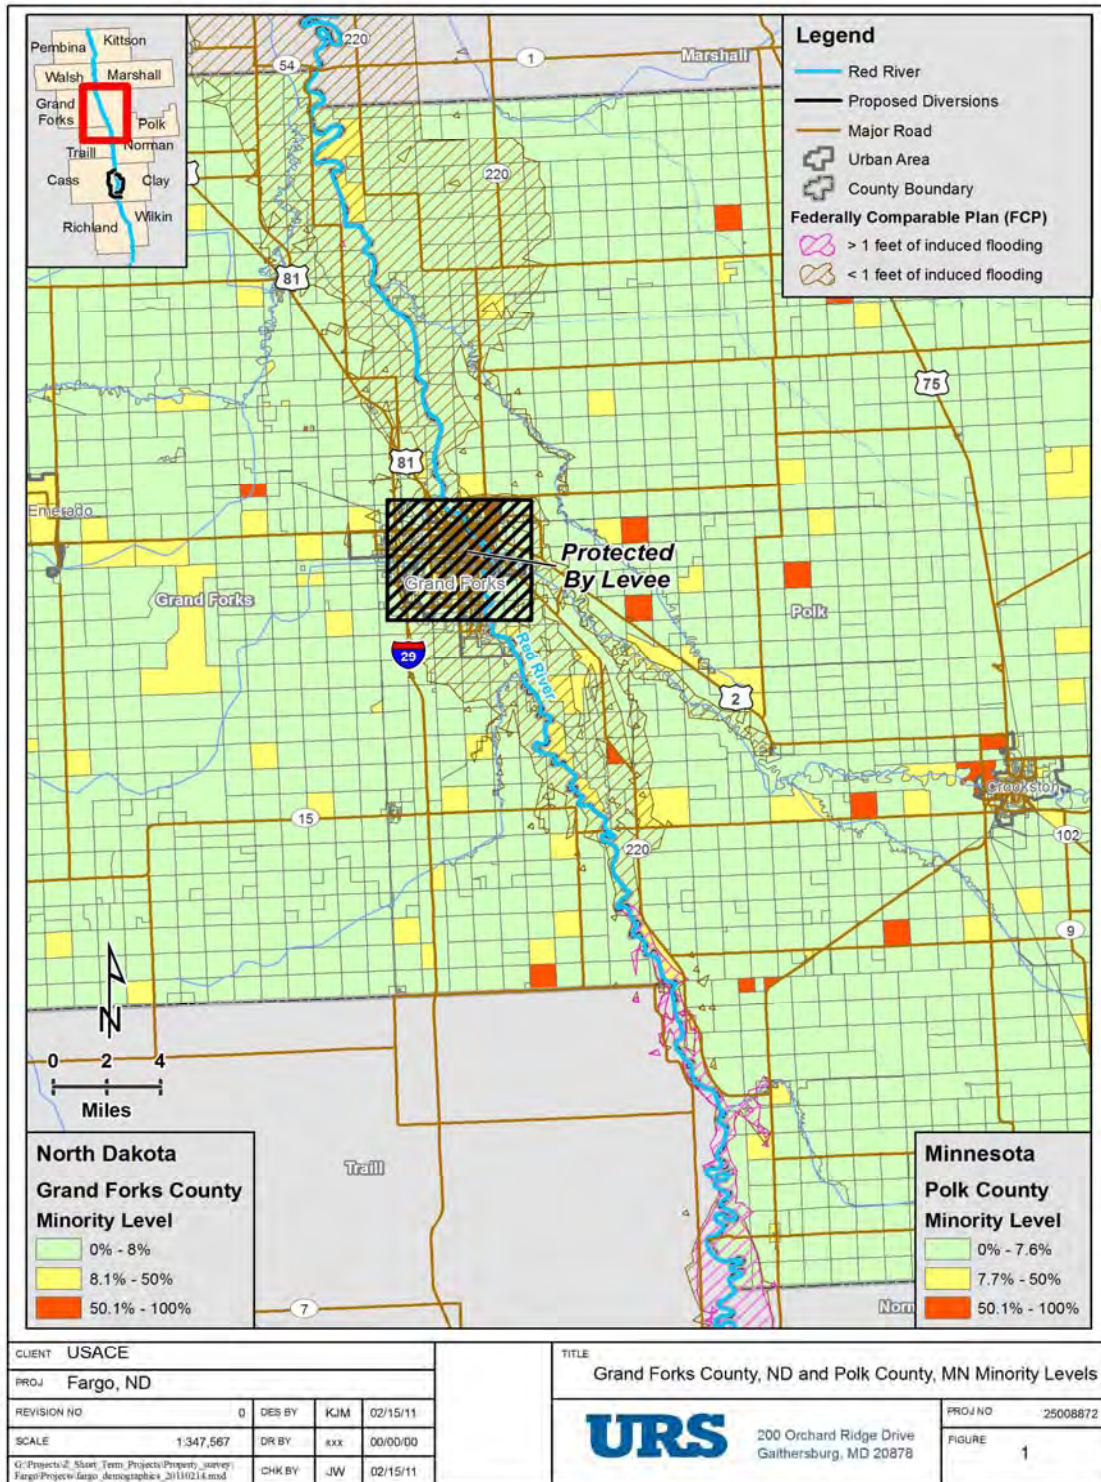 Pembina
Kittson
Walsh
Marshall
Grand
Forks
Polk
Traill
Norman
Cass
Clay
Richland
Wilkin
220
54
1
Marshall
Legend
Red River
Proposed Diversions
Major Road
Urban Area
County Boundary
Federally Comparable Plan (FCP)
> 1 feet of induced flooding
< 1 feet of induced flooding
220
81
75
81
Emerado
Protected
By Levee
Grand Forks
Grand Forks
Polk
29
Red River
2
Crookston
15
102
220
9
N
0 2 4
Miles
North Dakota
Grand Forks County
Minority Level
0% - 8%
8.1% - 50%
50.1% - 100%
Traill
7
Minnesota
Polk County
Minority Level
0% - 7.6%
7.7% - 50%
50.1% - 100%
Norm
CLIENT USACE
PROJ Fargo, ND
REVISION NO 0 DES BY KJM 02/15/11
SCALE 1:347,567 DR BY xxx 00/00/00
G:\Projects\Z_Short_Term_Projects\Property_survey\
Fargo\Projects\fargo_demographics_20110214.mxd
CHK BY JW 02/15/11
TITLE
Grand Forks County, ND and Polk County, MN Minority Levels
URS
200 Orchard Ridge Drive
Gaithersburg, MD 20878
PROJ NO 25008872
FIGURE 1